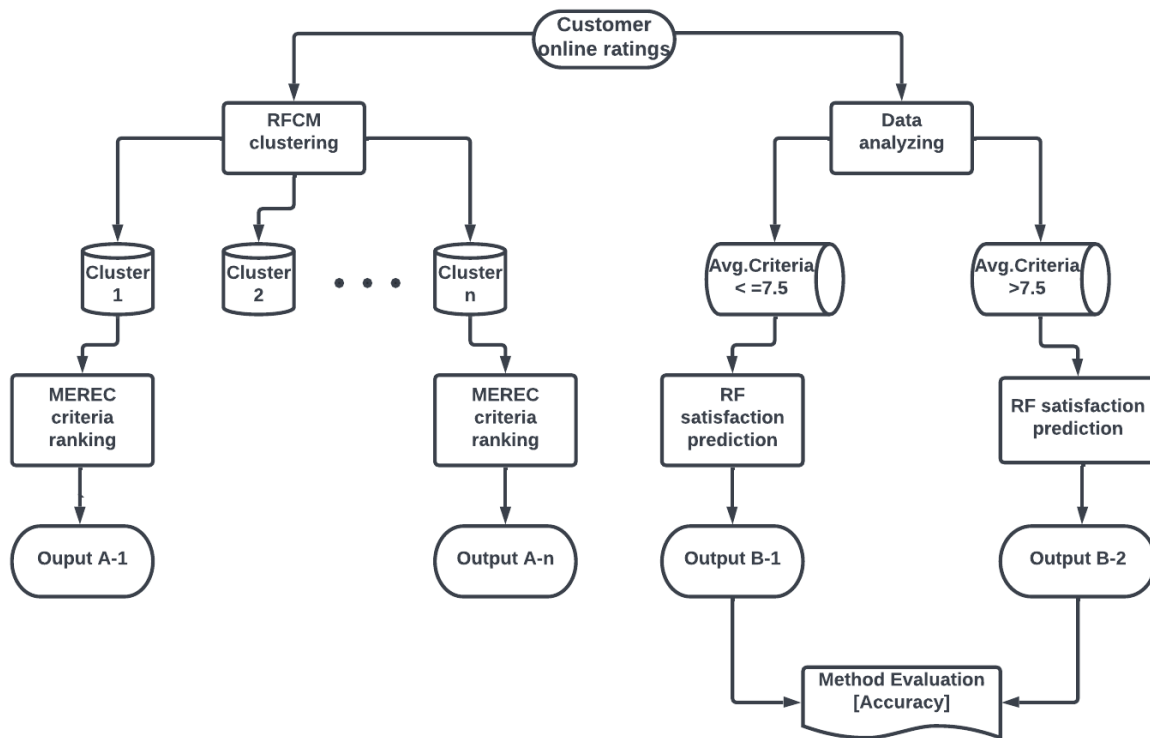 Customer
online ratings
RFCM
clustering
Data
analyzing
Cluster
1
Cluster
2
Cluster
n
Avg.Criteria
< =7.5
Avg.Criteria
>7.5
MEREC
criteria
ranking
MEREC
criteria
ranking
RF
satisfaction
prediction
RF satisfaction
prediction
Ouput A-1
Output A-n
Output B-1
Output B-2
Method Evaluation
[Accuracy]